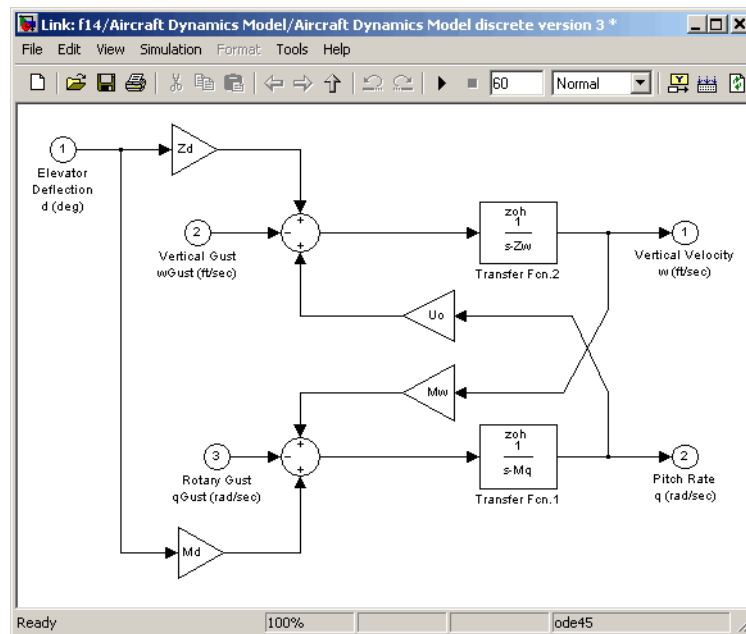 Link: f14/Aircraft Dynamics Model/Aircraft Dynamics Model discrete version 3 *
File Edit View Simulation Format Tools Help
60 Normal
1
Elevator
Deflection
d (deg)
Zd
2
Vertical Gust
wGust (ft/sec)
+
-
+
zoh
1
s-Zw
Transfer Fcn.2
1
Vertical Velocity
w (ft/sec)
Uo
Mw
3
Rotary Gust
qGust (rad/sec)
+
-
+
zoh
1
s-Mq
Transfer Fcn.1
2
Pitch Rate
q (rad/sec)
Md
Ready 100% ode45